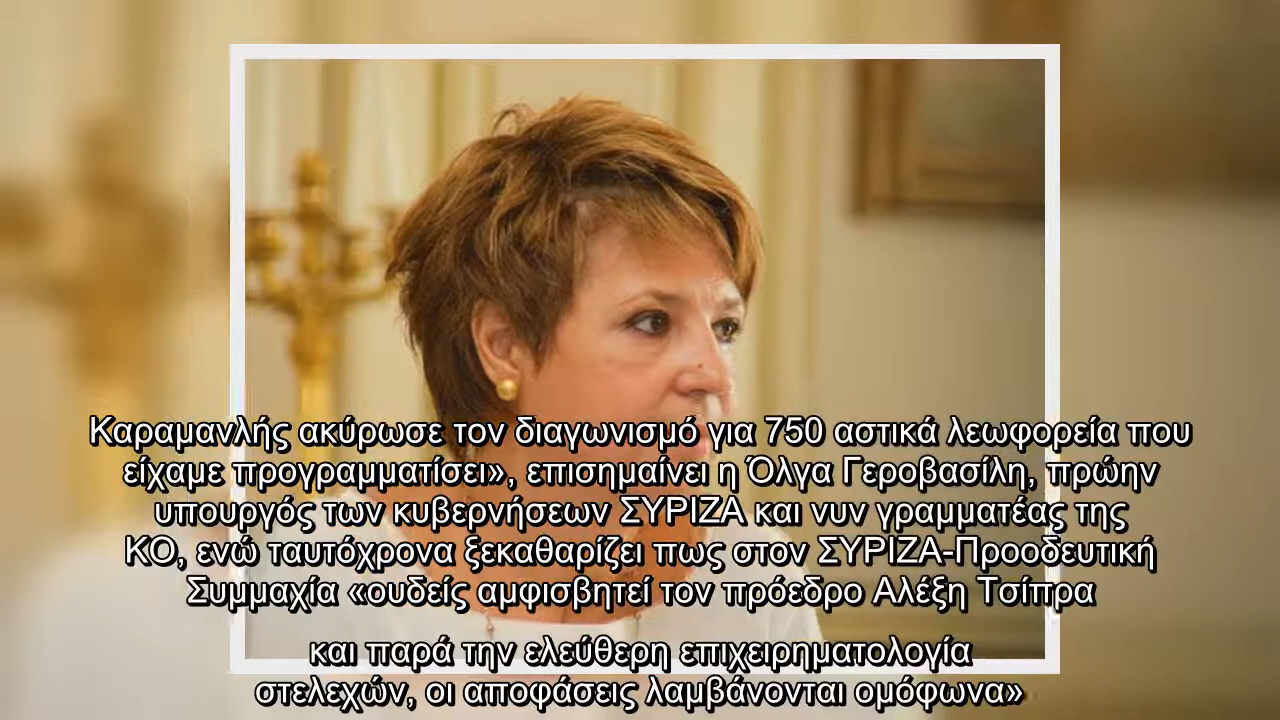 Καραμανλής ακύρωσε τον διαγωνισμό για 750 αστικά λεωφορεία που
είχαμε προγραμματίσει», επισημαίνει η Όλγα Γεροβασίλη, πρώην
υπουργός των κυβερνήσεων ΣΥΡΙΖΑ και νυν γραμματέας της
ΚΟ, ενώ ταυτόχρονα ξεκαθαρίζει πως στον ΣΥΡΙΖΑ-Προοδευτική
Συμμαχία «ουδείς αμφισβητεί τον πρόεδρο Αλέξη Τσίπρα
και παρά την ελεύθερη επιχειρηματολογία
στελεχών, οι αποφάσεις λαμβάνονται ομόφωνα»